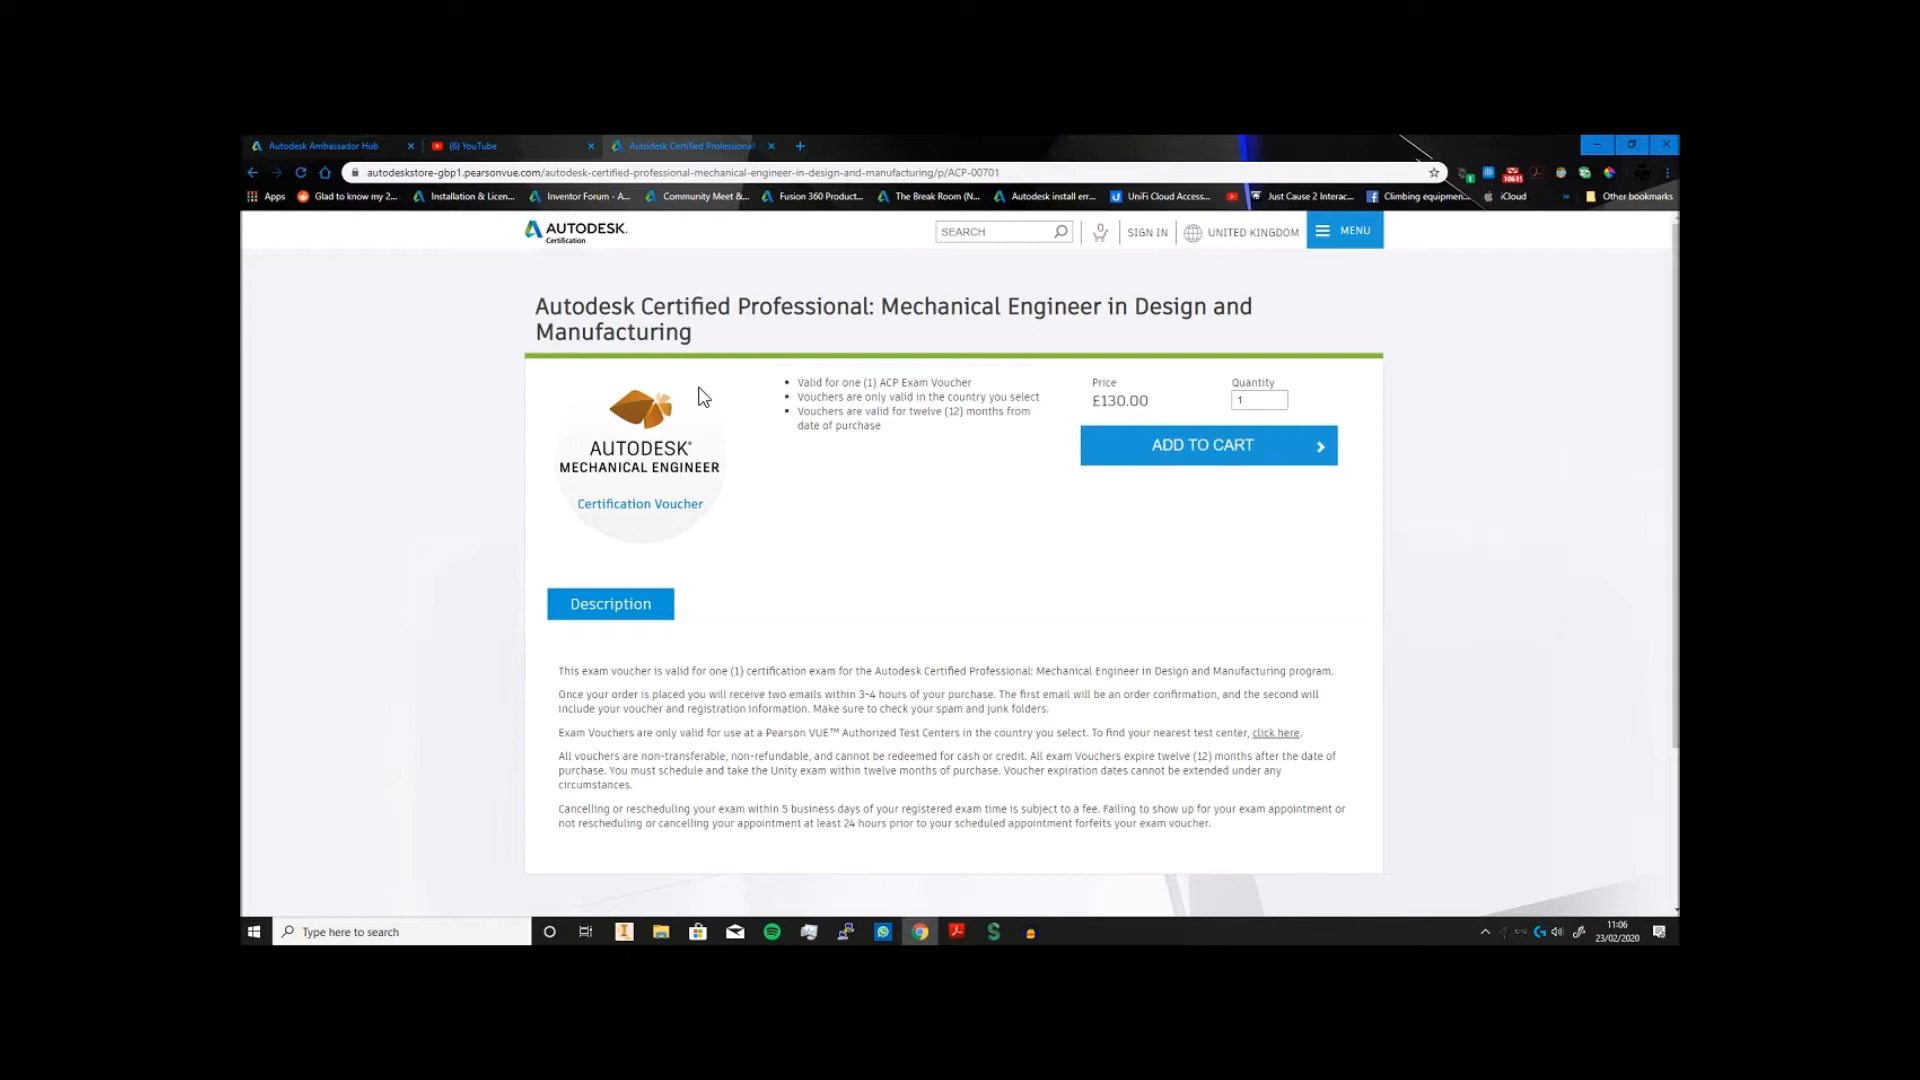 Autodesk Ambassador Hub
(6) YouTube
Autodesk Certified Professional:
autodeskstore-gbp1.pearsonvue.com/autodesk-certified-professional-mechanical-engineer-in-design-and-manufacturing/p/ACP-00701
10615
1
Apps
Glad to know my 2...
Installation & Licen...
Inventor Forum - A...
Community Meet &...
Fusion 360 Product...
The Break Room (N...
Autodesk install err...
UniFi Cloud Access...
Just Cause 2 Interac...
Climbing equipmen...
iCloud
»
Other bookmarks
AUTODESK.
Certification
SEARCH
0
SIGN IN
UNITED KINGDOM
MENU
Autodesk Certified Professional: Mechanical Engineer in Design and
Manufacturing
AUTODESK®
MECHANICAL ENGINEER
Certification Voucher
• Valid for one (1) ACP Exam Voucher
• Vouchers are only valid in the country you select
• Vouchers are valid for twelve (12) months from
date of purchase
Price
£130.00
Quantity
1
ADD TO CART
Description
This exam voucher is valid for one (1) certification exam for the Autodesk Certified Professional: Mechanical Engineer in Design and Manufacturing program.
Once your order is placed you will receive two emails within 3-4 hours of your purchase. The first email will be an order confirmation, and the second will
include your voucher and registration information. Make sure to check your spam and junk folders.
Exam Vouchers are only valid for use at a Pearson VUE™ Authorized Test Centers in the country you select. To find your nearest test center, click here.
All vouchers are non-transferable, non-refundable, and cannot be redeemed for cash or credit. All exam Vouchers expire twelve (12) months after the date of
purchase. You must schedule and take the Unity exam within twelve months of purchase. Voucher expiration dates cannot be extended under any
circumstances.
Cancelling or rescheduling your exam within 5 business days of your registered exam time is subject to a fee. Failing to show up for your exam appointment or
not rescheduling or cancelling your appointment at least 24 hours prior to your scheduled appointment forfeits your exam voucher.
Type here to search
11:06
23/02/2020